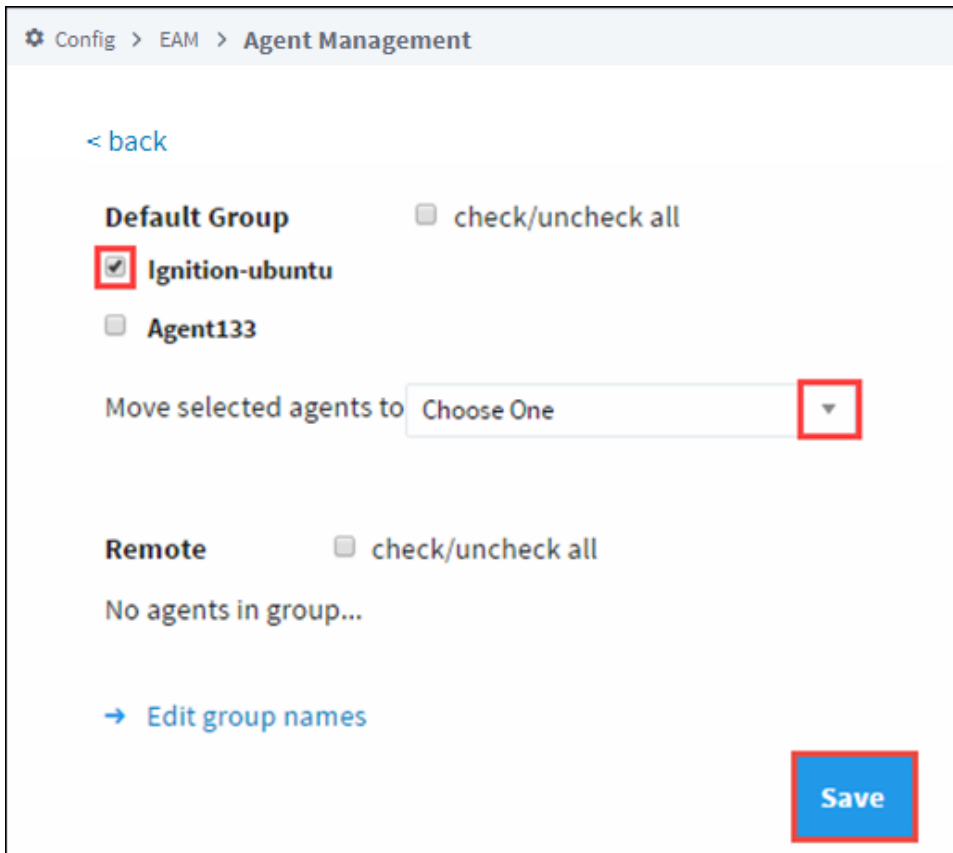 Config > EAM > Agent Management
< back
Default Group check/uncheck all
Ignition-ubuntu
Agent133
Move selected agents to Choose One
Remote check/uncheck all
No agents in group...
→ Edit group names
Save